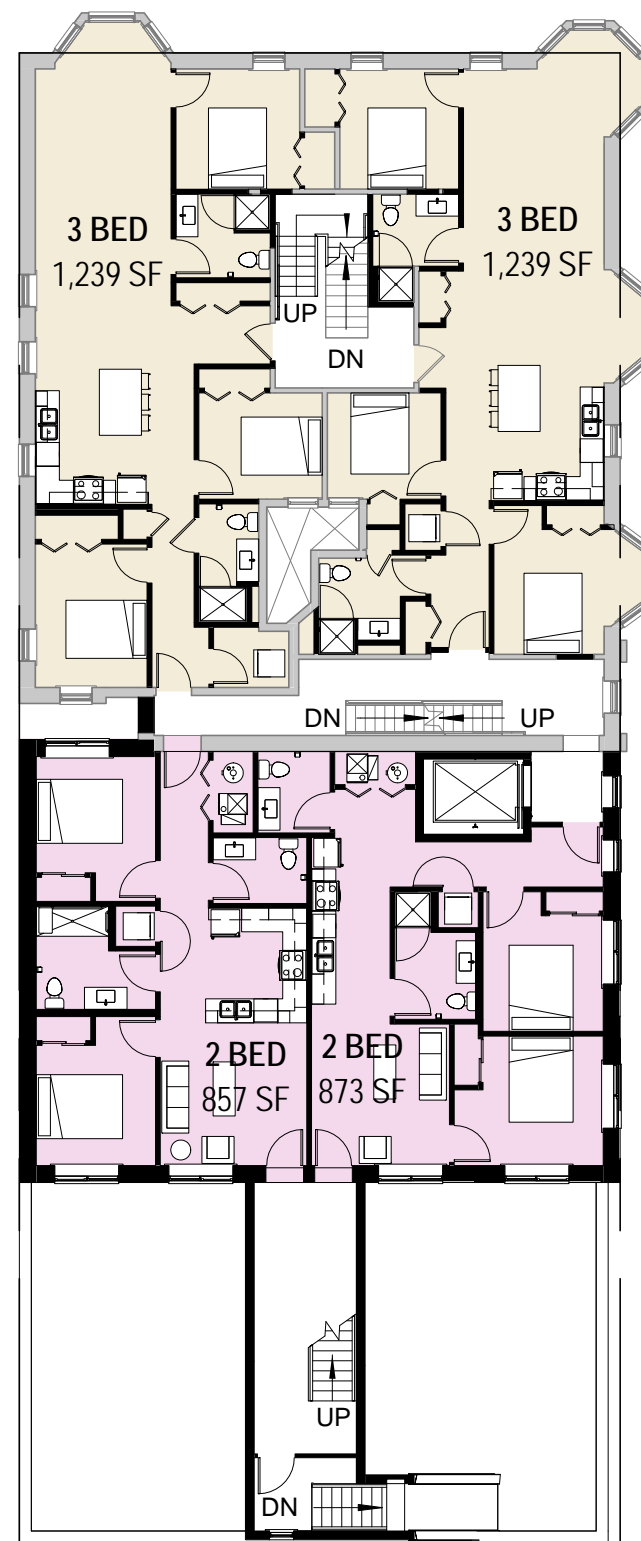 3 BED
1,239 SF
3 BED
1,239 SF
UP
DN
DN
UP
2 BED
857 SF
2 BED
873 SF
UP
DN